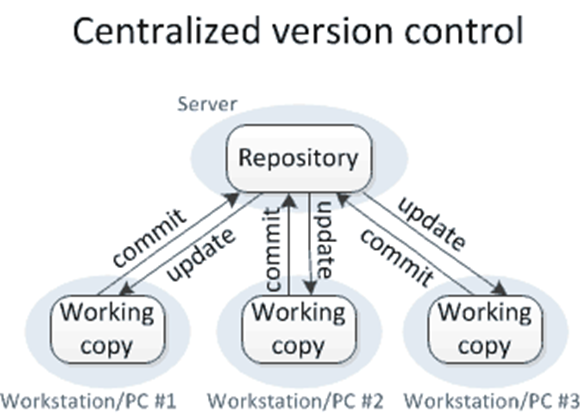 Centralized version control
Server
Repository
commit
update
commit
update
commit
update
Working
copy
Working
copy
Working
copy
Workstation/PC #1
Workstation/PC #2
Workstation/PC #3